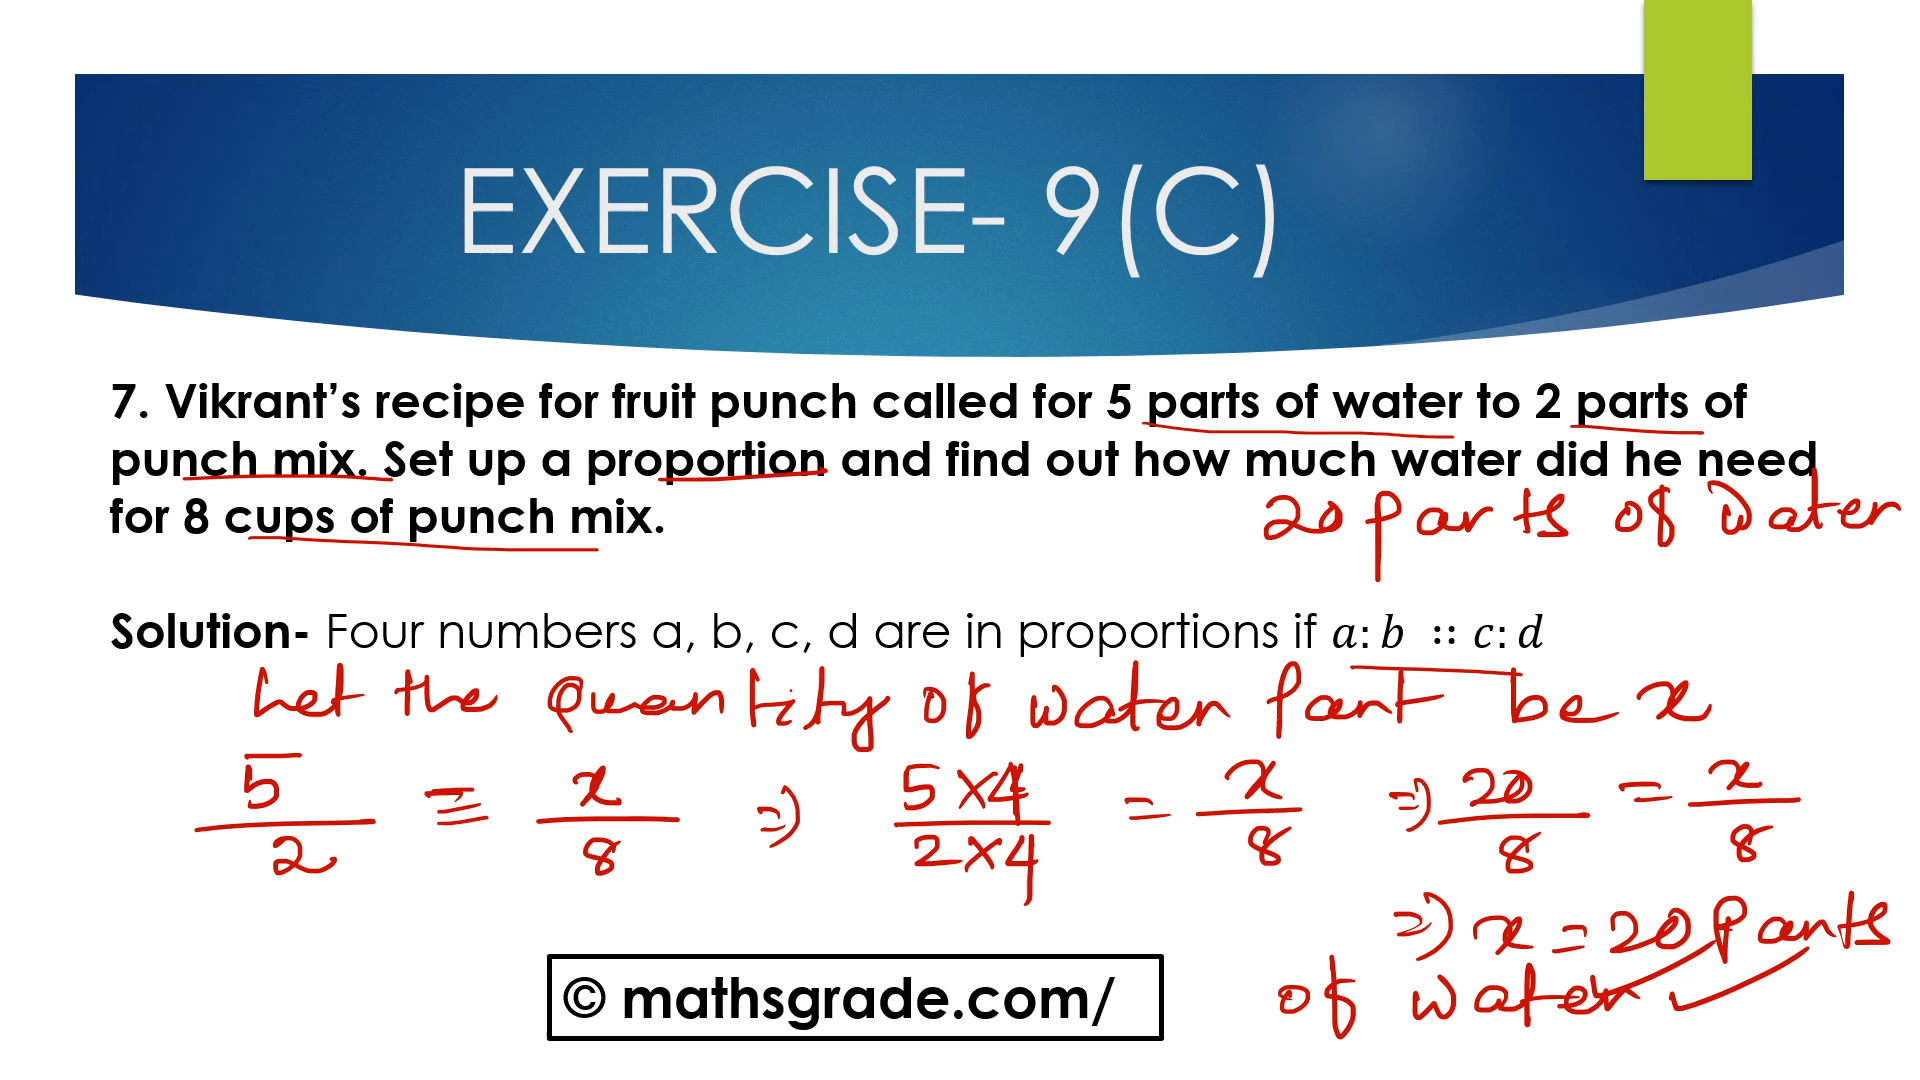 EXERCISE- 9(C)
7. Vikrant’s recipe for fruit punch called for 5 parts of water to 2 parts of
punch mix. Set up a proportion and find out how much water did he need
for 8 cups of punch mix.
20 parts of water
Solution- Four numbers a, b, c, d are in proportions if a: b :: c: d
Let the quantity of water part be x
5/2 = x/8 ⇒ 5×4/2×4 = x/8 ⇒ 20/8 = x/8
⇒ x = 20 parts
of water
© mathsgrade.com/